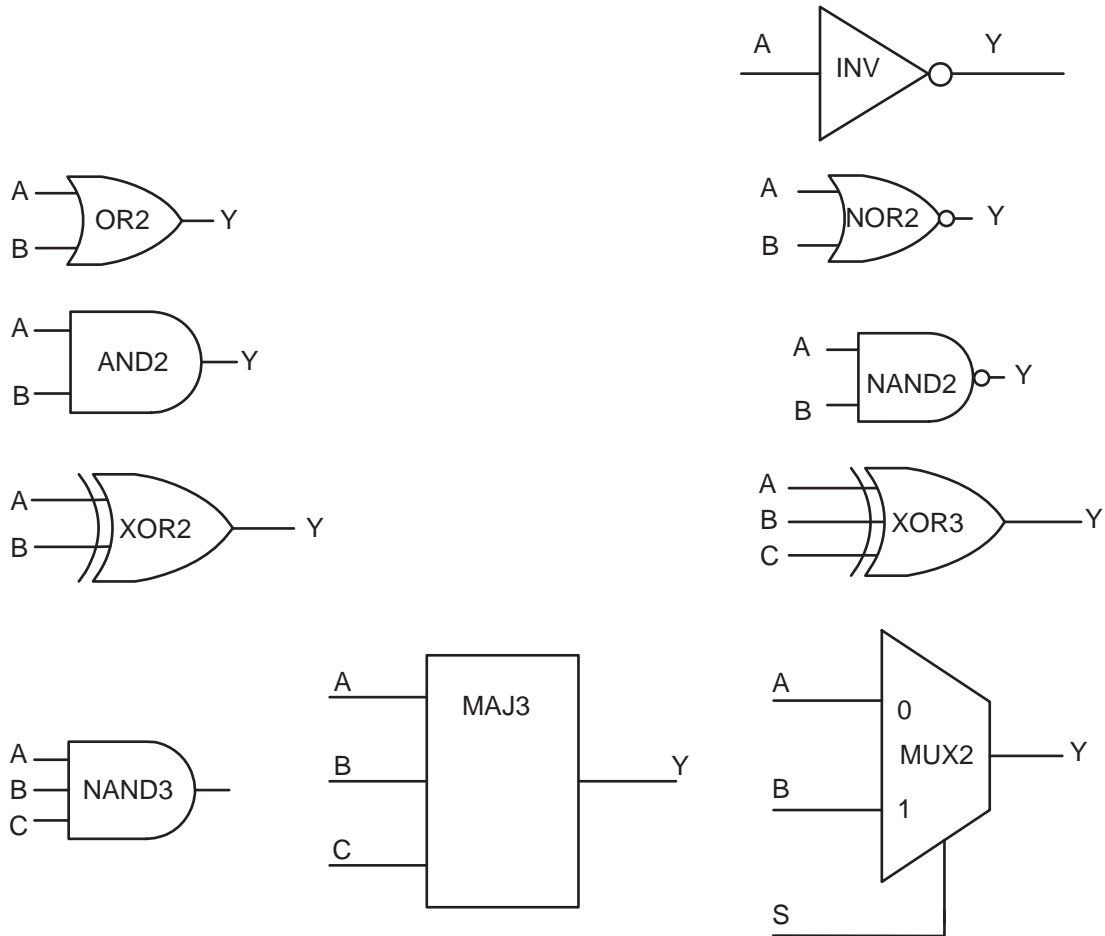 A INV Y
A OR2 Y
B
A NOR2 Y
B
A AND2 Y
B
A NAND2 Y
B
A XOR2 Y
B
A XOR3 Y
B
C
A NAND3
B
C
A MAJ3
B Y
C
A 0
MUX2 Y
B 1
S